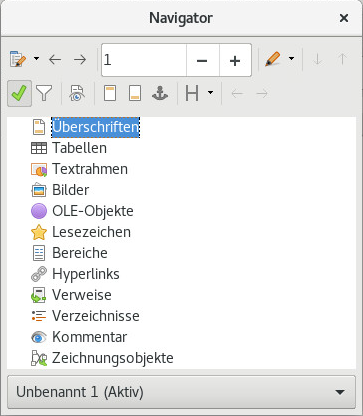 Navigator
1
Überschriften
Tabellen
Textrahmen
Bilder
OLE-Objekte
Lesezeichen
Bereiche
Hyperlinks
Verweise
Verzeichnisse
Kommentar
Zeichnungsobjekte
Unbenannt 1 (Aktiv)